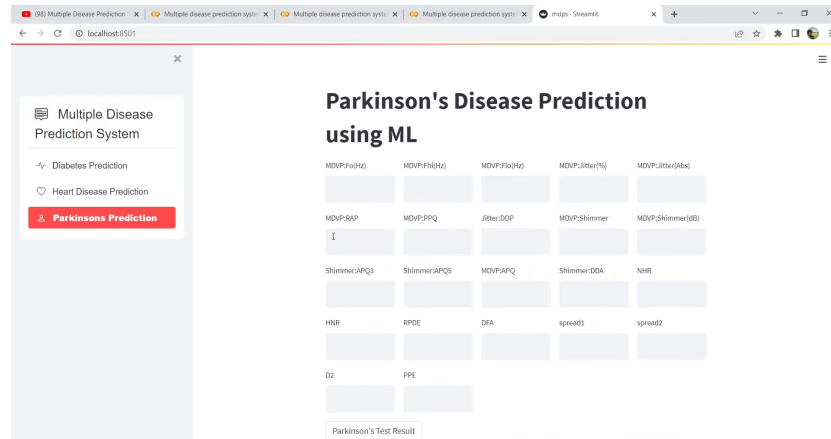 (98) Multiple Disease Prediction
Multiple disease prediction syste
Multiple disease prediction syste
Multiple disease prediction syste
mdps · Streamlit
localhost:8501
Multiple Disease
Prediction System
Diabetes Prediction
Heart Disease Prediction
Parkinsons Prediction
Parkinson's Disease Prediction
using ML
MDVP:Fo(Hz) MDVP:Fhi(Hz) MDVP:Flo(Hz) MDVP:Jitter(%) MDVP:Jitter(Abs)
MDVP:RAP MDVP:PPQ Jitter:DDP MDVP:Shimmer MDVP:Shimmer(dB)
Shimmer:APQ3 Shimmer:APQ5 MDVP:APQ Shimmer:DDA NHR
HNR RPDE DFA spread1 spread2
D2 PPE
Parkinson's Test Result